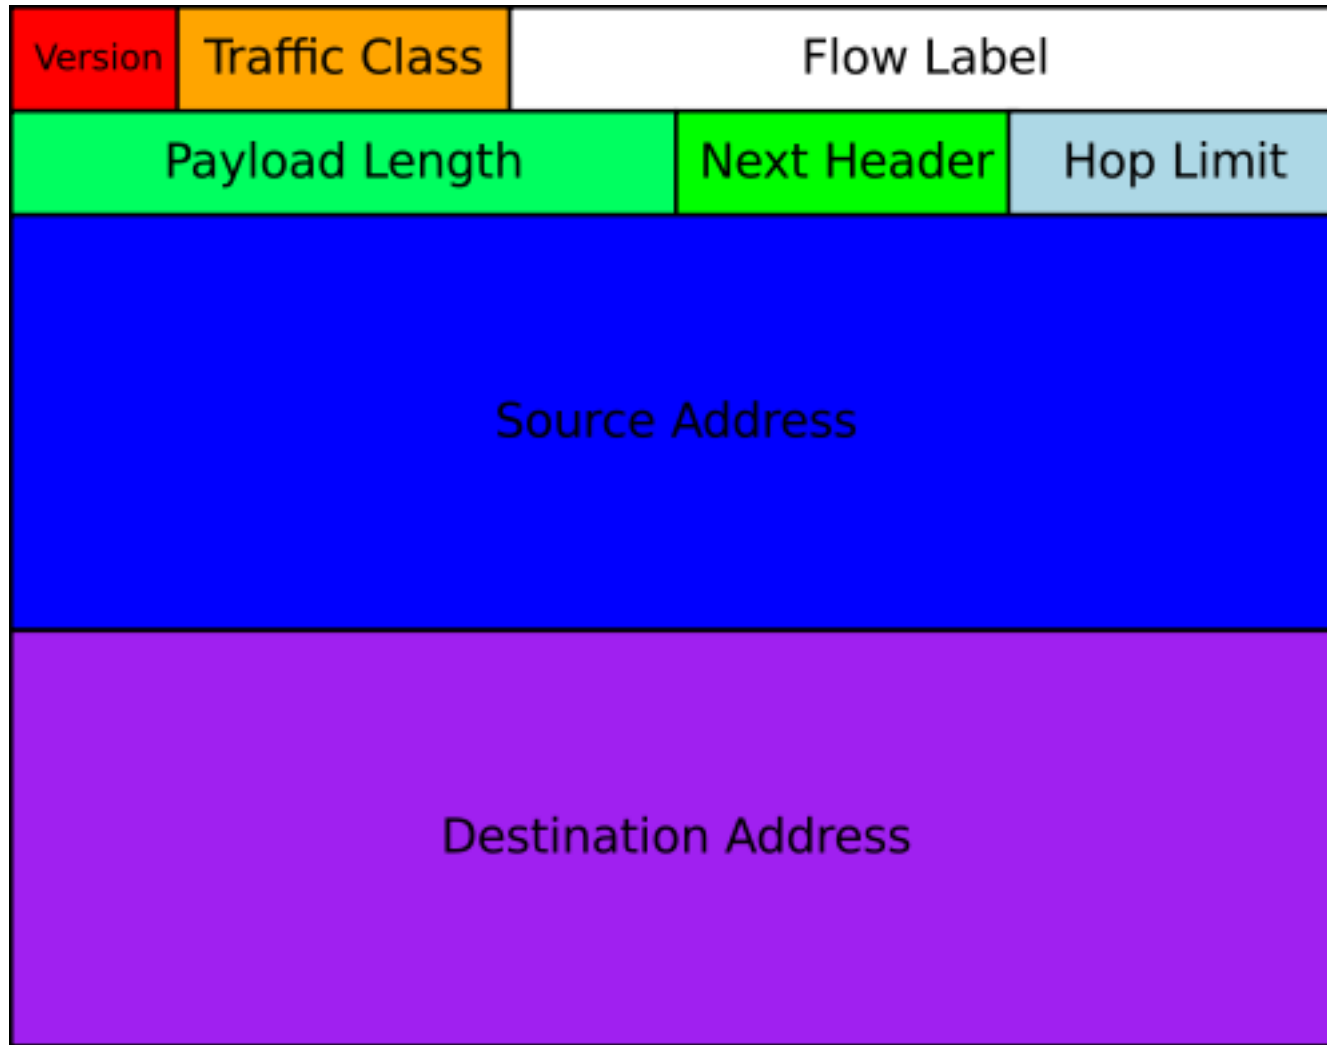 Version Traffic Class Flow Label
Payload Length Next Header Hop Limit
Source Address
Destination Address